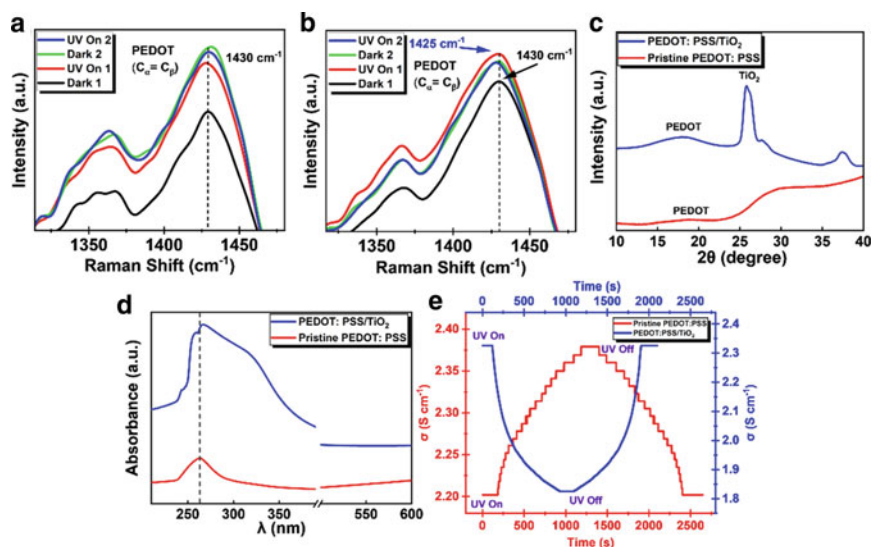 a
UV On 2
Dark 2
UV On 1
Dark 1
PEDOT
(Cα= Cβ)
1430 cm⁻¹
Intensity (a.u.)
1350 1400 1450
Raman Shift (cm⁻¹)
b
UV On 2
Dark 2
UV On 1
Dark 1
1425 cm⁻¹
PEDOT
(Cα= Cβ)
1430 cm⁻¹
Intensity (a.u.)
1350 1400 1450
Raman Shift (cm⁻¹)
c
PEDOT: PSS/TiO₂
Pristine PEDOT: PSS
TiO₂
PEDOT
PEDOT
Intensity (a.u.)
10 15 20 25 30 35 40
2θ (degree)
d
PEDOT: PSS/TiO₂
Pristine PEDOT: PSS
Absorbance (a.u.)
250 300 350 550 600
λ (nm)
e
Time (s)
0 500 1000 1500 2000 2500
Pristine PEDOT:PSS
PEDOT:PSS/TiO₂
UV On
UV Off
UV On
UV Off
σ (S cm⁻¹)
2.40
2.35
2.30
2.25
2.20
2.4
2.3
2.2
2.1
2.0
1.9
1.8
σ (S cm⁻¹)
0 500 1000 1500 2000 2500
Time (s)